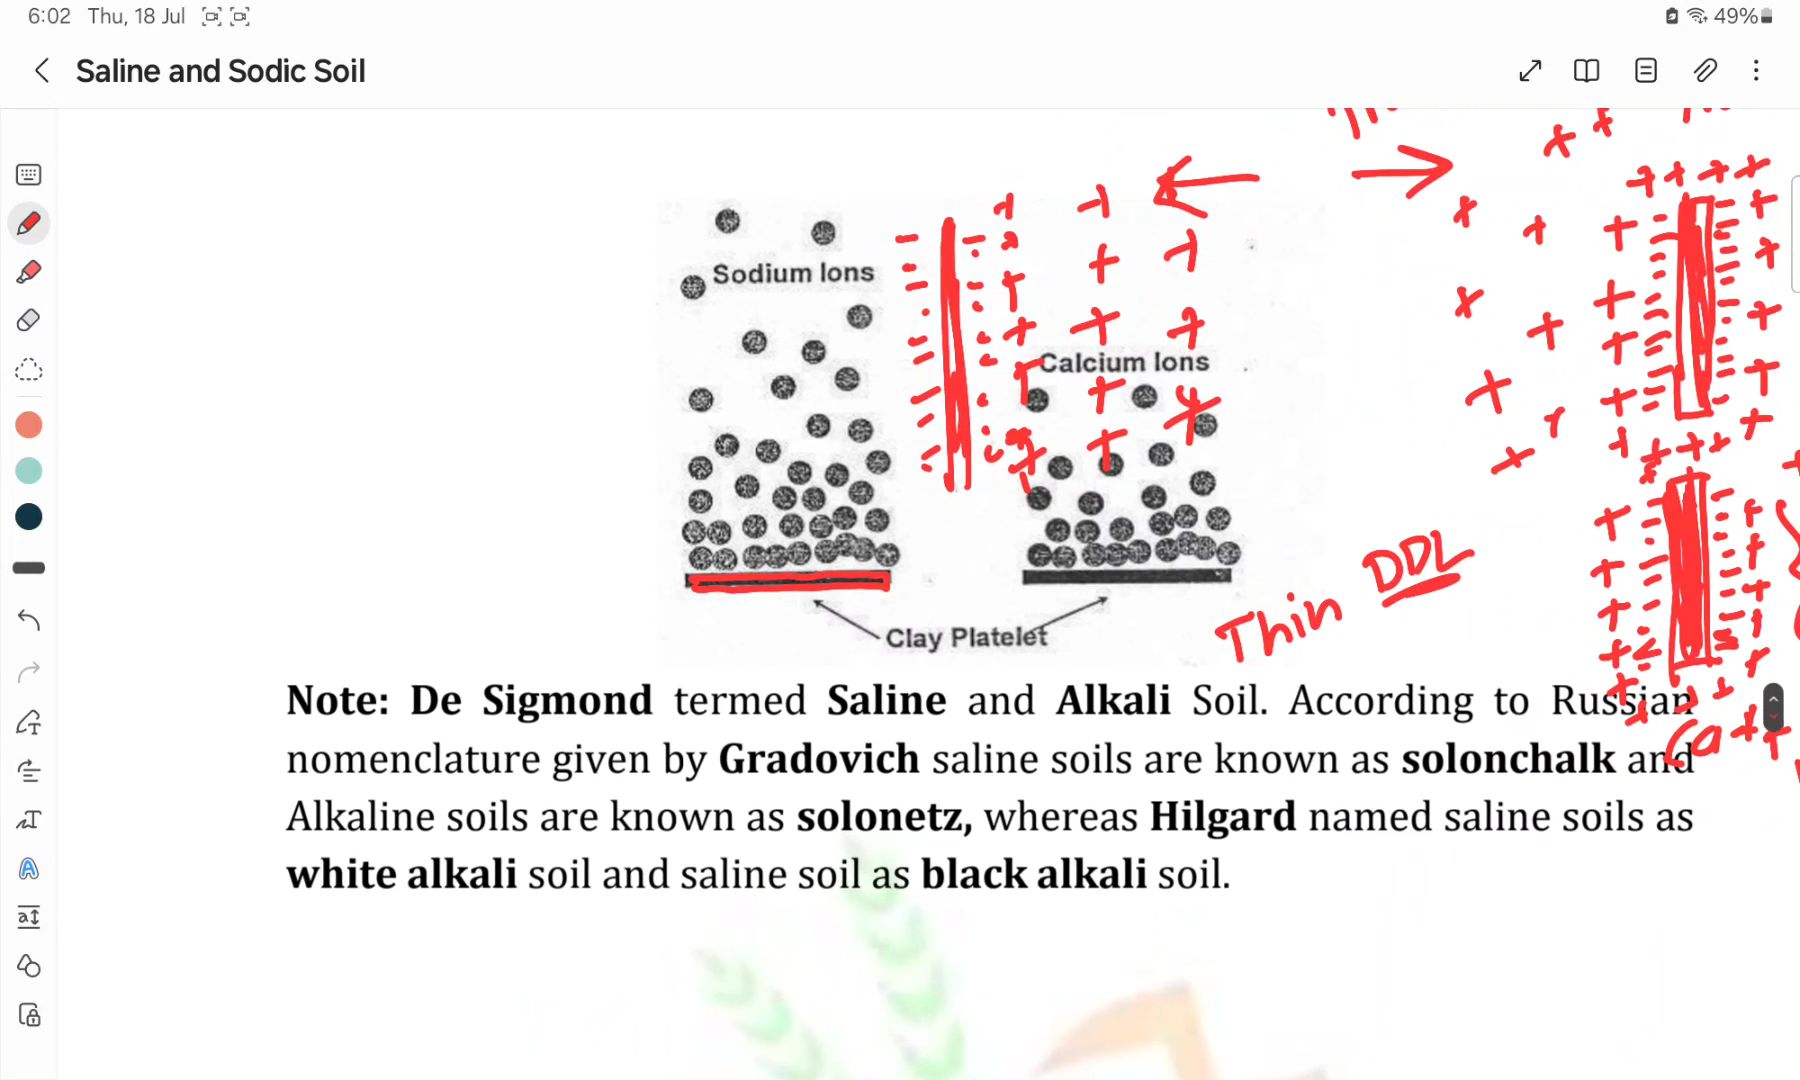 6:02 Thu, 18 Jul 49%
Saline and Sodic Soil
Sodium Ions
Calcium Ions
Thin DDL
Clay Platelet
Ca++
Note: De Sigmond termed Saline and Alkali Soil. According to Russian
nomenclature given by Gradovich saline soils are known as solonchalk and
Alkaline soils are known as solonetz, whereas Hilgard named saline soils as
white alkali soil and saline soil as black alkali soil.